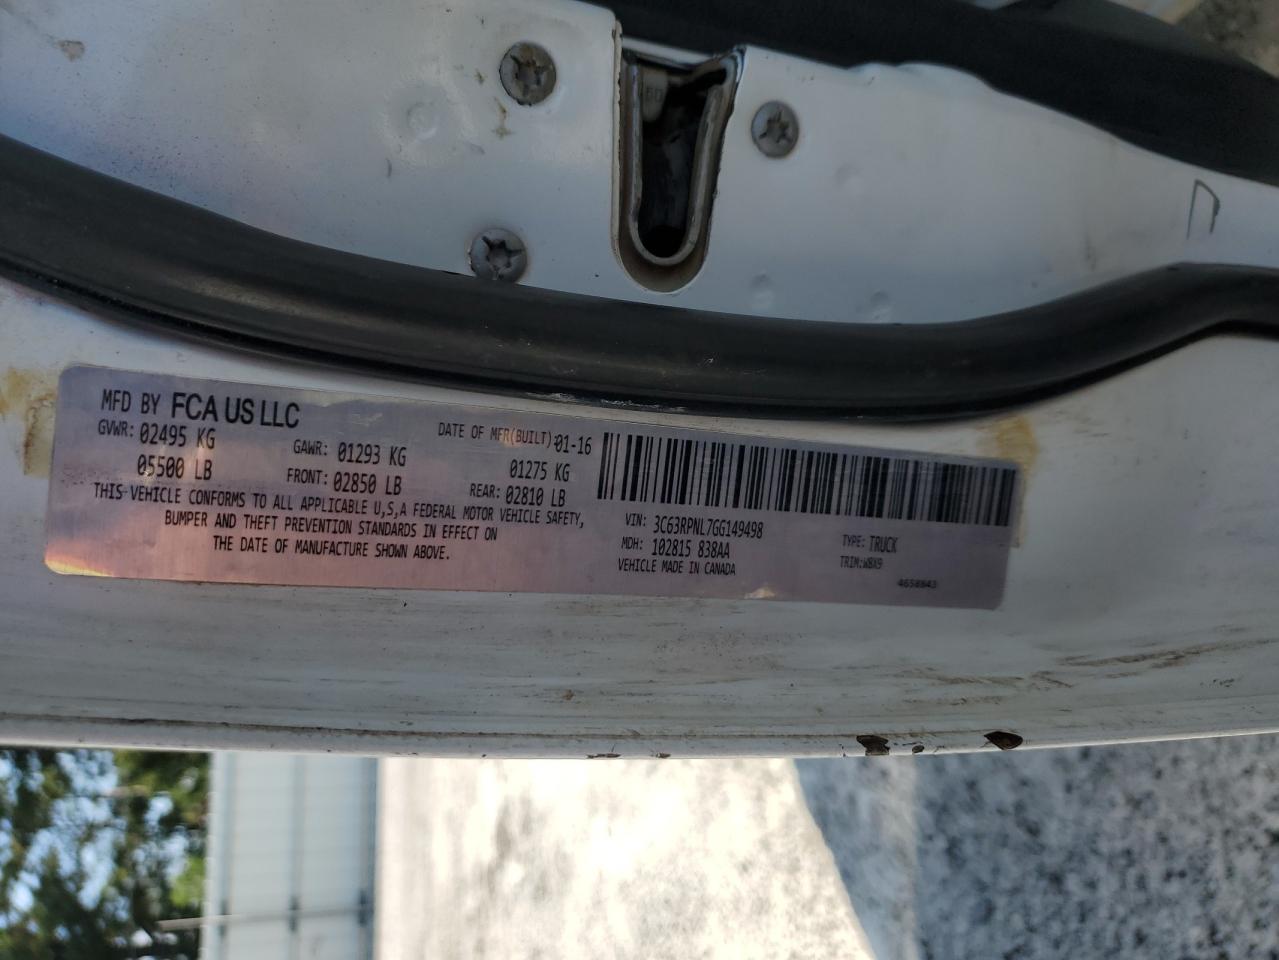 MFD BY FCA US LLC
GVWR: 02495 KG
05500 LB
GAWR: 01293 KG
FRONT: 02850 LB
DATE OF MFR(BUILT) 01-16
01275 KG
REAR: 02810 LB
THIS VEHICLE CONFORMS TO ALL APPLICABLE U,S,A FEDERAL MOTOR VEHICLE SAFETY,
BUMPER AND THEFT PREVENTION STANDARDS IN EFFECT ON
THE DATE OF MANUFACTURE SHOWN ABOVE.
VIN: 3C63RPNL7GG149498
MDH: 102815 838AA
VEHICLE MADE IN CANADA
TYPE: TRUCK
TRIM:WBX9
4658843